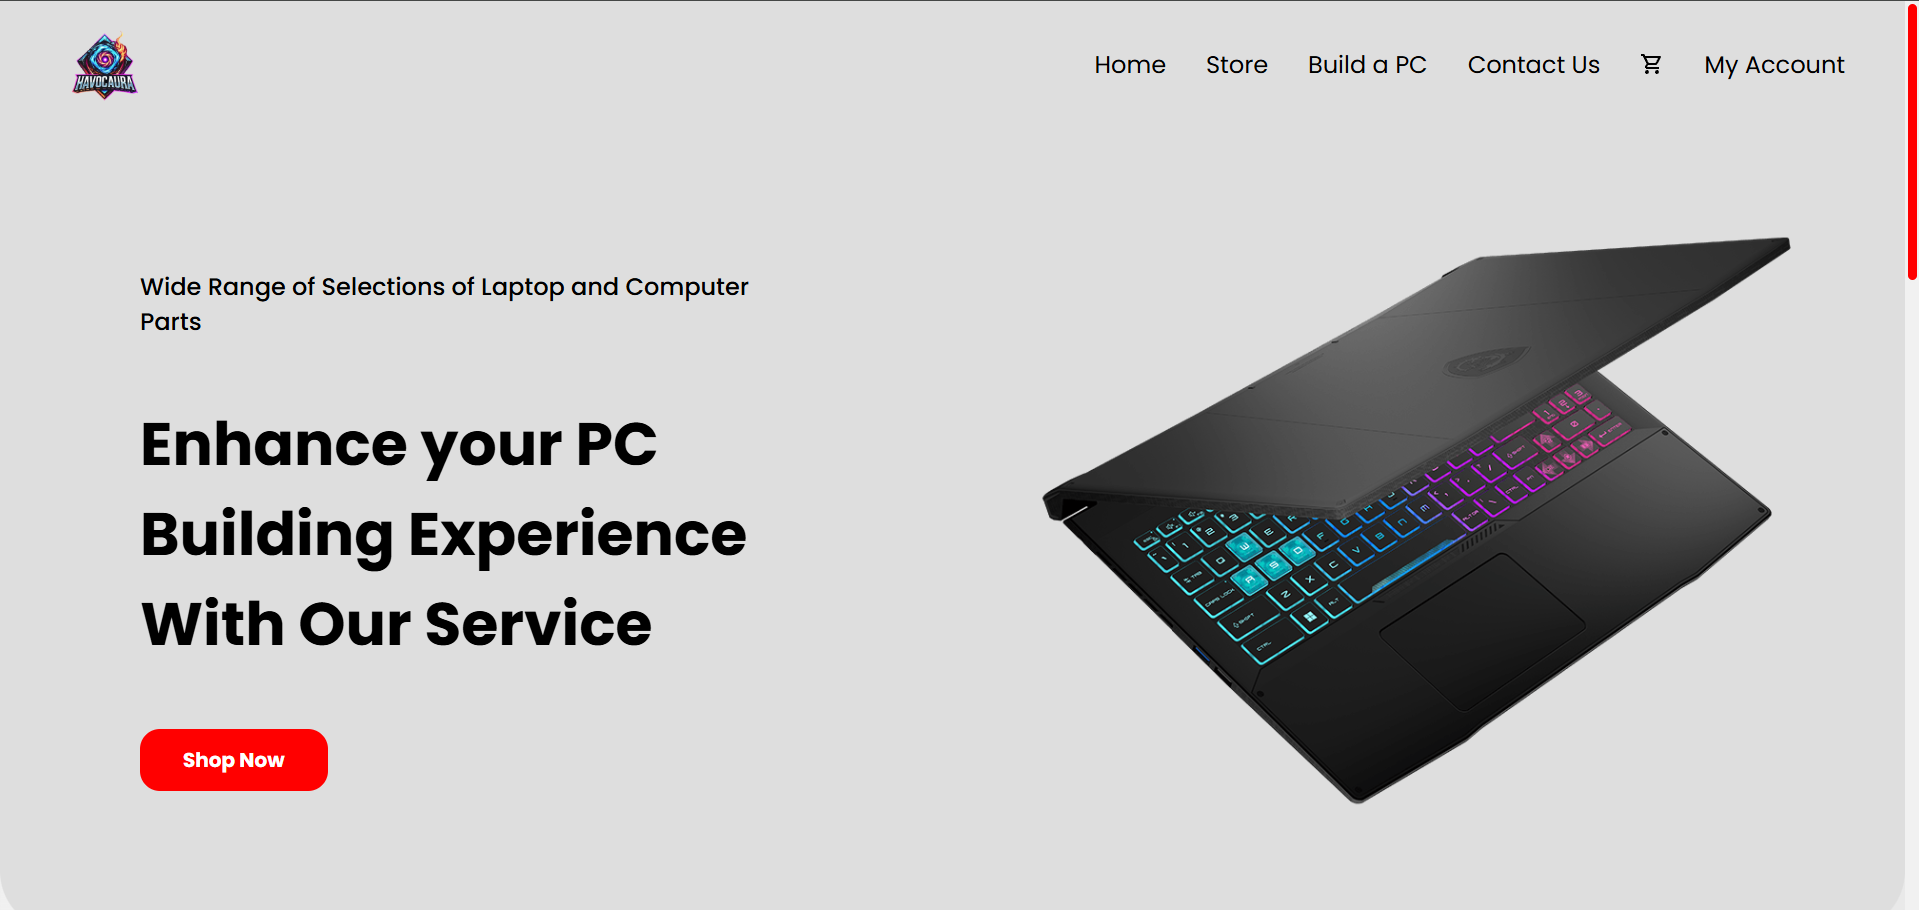 HAVOCAURA
Home Store Build a PC Contact Us My Account
Wide Range of Selections of Laptop and Computer
Parts
Enhance your PC
Building Experience
With Our Service
Shop Now